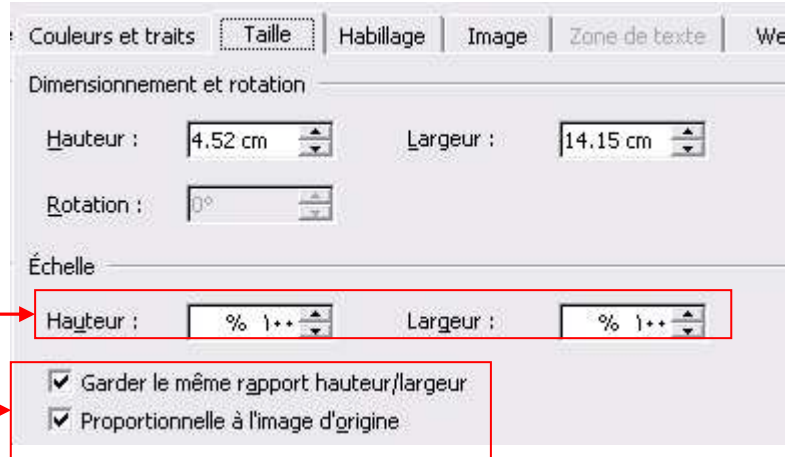 Couleurs et traits Taille Habillage Image Zone de texte We
Dimensionnement et rotation
Hauteur : 4.52 cm Largeur : 14.15 cm
Rotation : 0°
Échelle
Hauteur : % ١٠٠ Largeur : % ١٠٠
Garder le même rapport hauteur/largeur
Proportionnelle à l'image d'origine